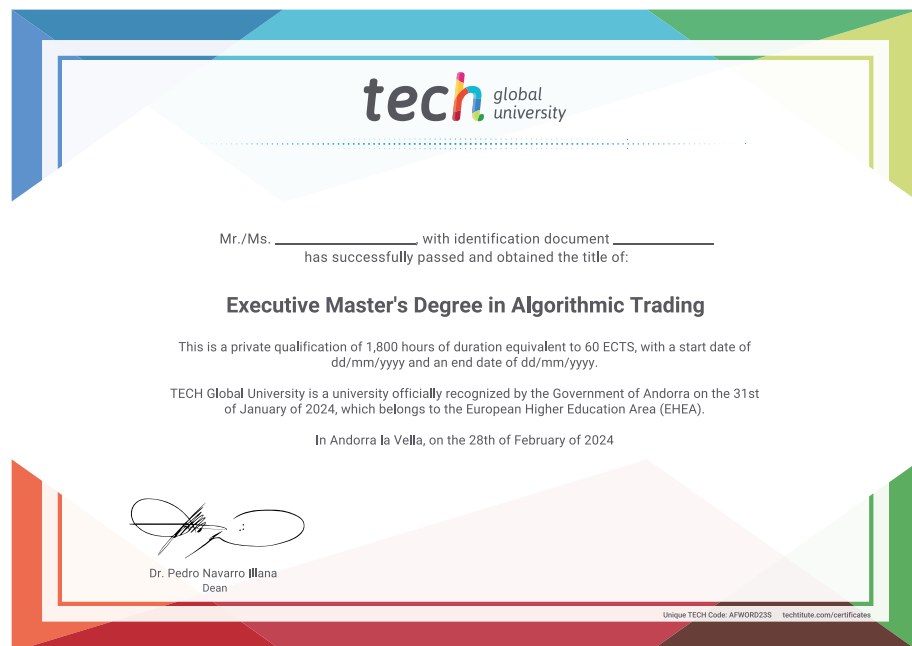 tech global university
Mr./Ms. ____________, with identification document ____________
has successfully passed and obtained the title of:
Executive Master's Degree in Algorithmic Trading
This is a private qualification of 1,800 hours of duration equivalent to 60 ECTS, with a start date of
dd/mm/yyyy and an end date of dd/mm/yyyy.
TECH Global University is a university officially recognized by the Government of Andorra on the 31st
of January of 2024, which belongs to the European Higher Education Area (EHEA).
In Andorra la Vella, on the 28th of February of 2024
Dr. Pedro Navarro Illana
Dean
Unique TECH Code: AFWORD23S techtitute.com/certificates